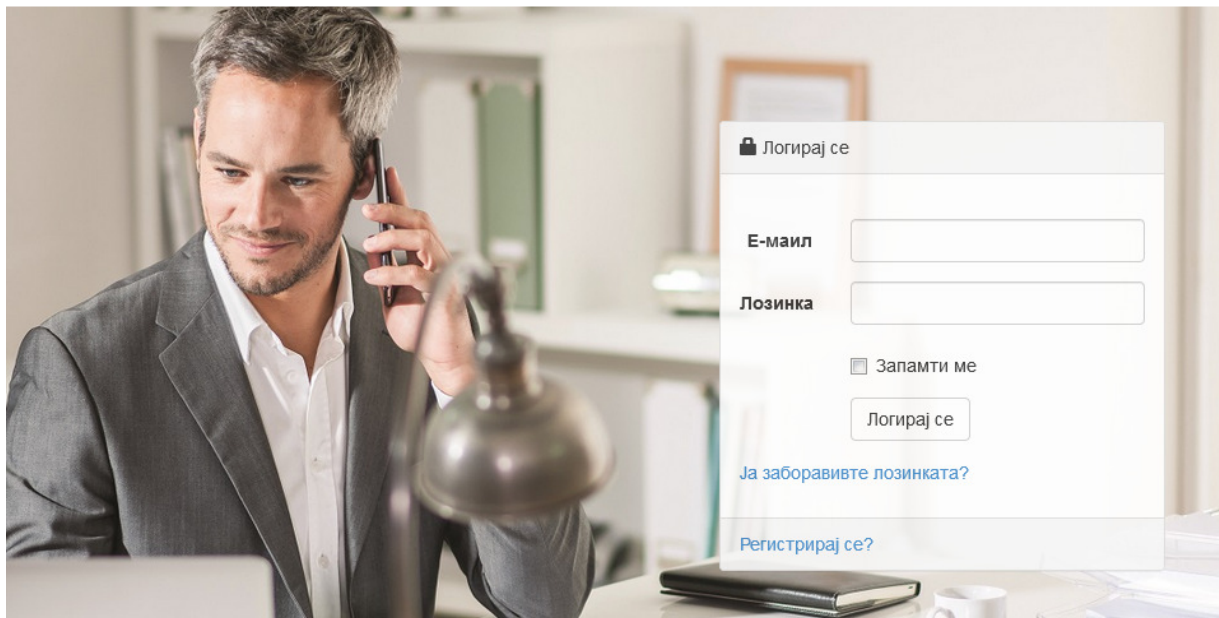 Логирај се
Е-маил
Лозинка
Запамти ме
Логирај се
Ја заборавивте лозинката?
Регистрирај се?